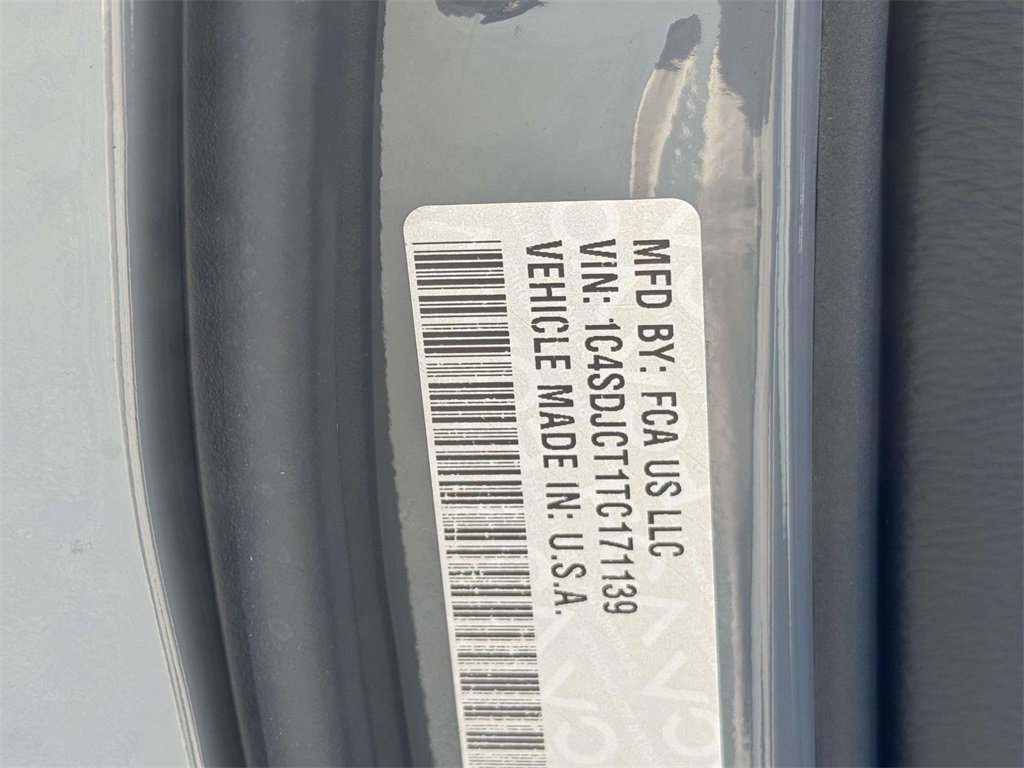 MFD BY: FCA US LLC
VIN: 1C4SDJCT1TC171139
VEHICLE MADE IN: U.S.A.